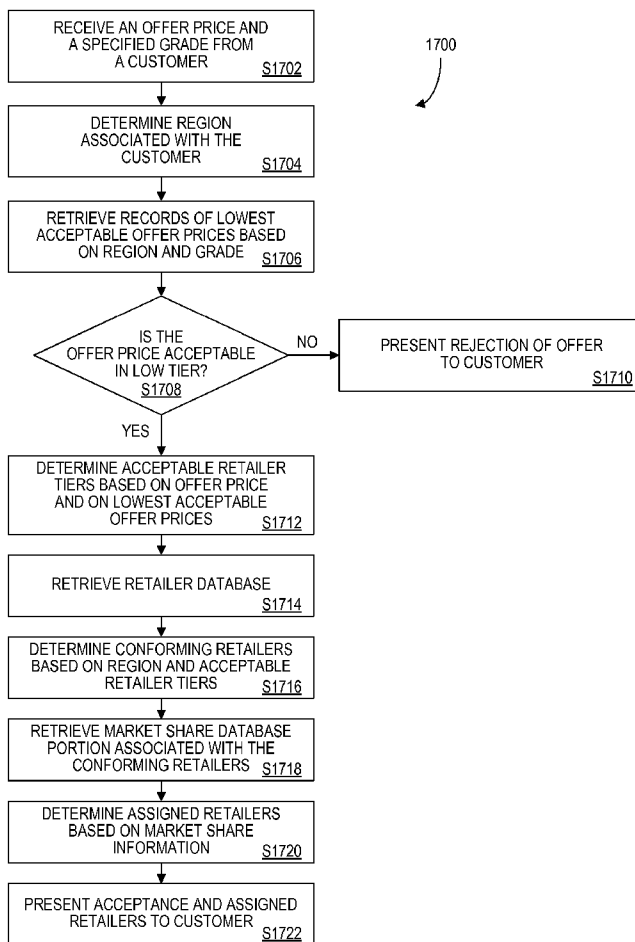 RECEIVE AN OFFER PRICE AND
A SPECIFIED GRADE FROM
A CUSTOMER
S1702
1700
DETERMINE REGION
ASSOCIATED WITH THE
CUSTOMER
S1704
RETRIEVE RECORDS OF LOWEST
ACCEPTABLE OFFER PRICES BASED
ON REGION AND GRADE
S1706
IS THE
OFFER PRICE ACCEPTABLE
IN LOW TIER?
S1708
NO
PRESENT REJECTION OF OFFER
TO CUSTOMER
S1710
YES
DETERMINE ACCEPTABLE RETAILER
TIERS BASED ON OFFER PRICE
AND ON LOWEST ACCEPTABLE
OFFER PRICES
S1712
RETRIEVE RETAILER DATABASE
S1714
DETERMINE CONFORMING RETAILERS
BASED ON REGION AND ACCEPTABLE
RETAILER TIERS
S1716
RETRIEVE MARKET SHARE DATABASE
PORTION ASSOCIATED WITH THE
CONFORMING RETAILERS
S1718
DETERMINE ASSIGNED RETAILERS
BASED ON MARKET SHARE
INFORMATION
S1720
PRESENT ACCEPTANCE AND ASSIGNED
RETAILERS TO CUSTOMER
S1722